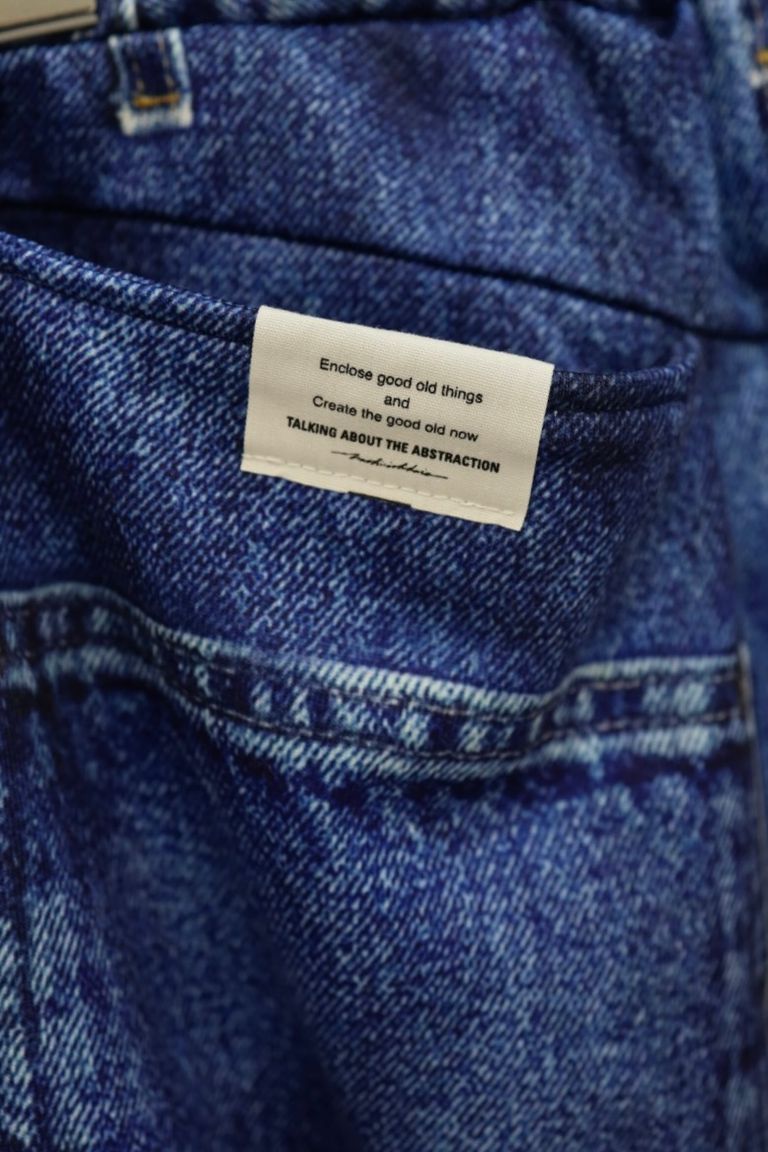 Enclose good old things
and
Create the good old now
TALKING ABOUT THE ABSTRACTION